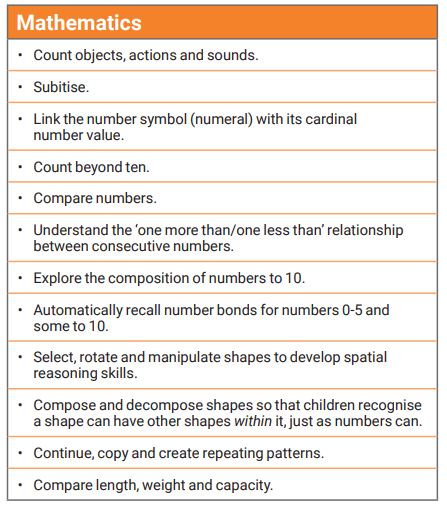 Mathematics
• Count objects, actions and sounds.
• Subitise.
• Link the number symbol (numeral) with its cardinal
number value.
• Count beyond ten.
• Compare numbers.
• Understand the ‘one more than/one less than’ relationship
between consecutive numbers.
• Explore the composition of numbers to 10.
• Automatically recall number bonds for numbers 0-5 and
some to 10.
• Select, rotate and manipulate shapes to develop spatial
reasoning skills.
• Compose and decompose shapes so that children recognise
a shape can have other shapes within it, just as numbers can.
• Continue, copy and create repeating patterns.
• Compare length, weight and capacity.